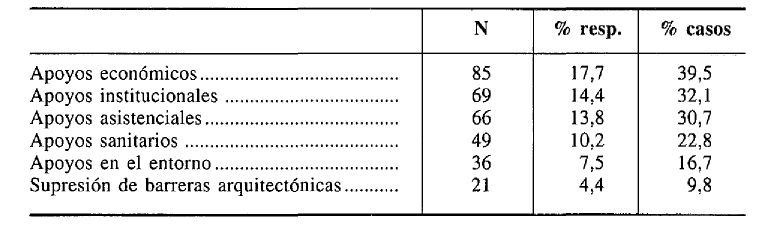 N % resp. % casos
Apoyos económicos...................................... 85 17,7 39,5
Apoyos institucionales .................................. 69 14,4 32,1
Apoyos asistenciales..................................... 66 13,8 30,7
Apoyos sanitarios ........................................ 49 10,2 22,8
Apoyos en el entorno................................... 36 7,5 16,7
Supresión de barreras arquitectónicas........... 21 4,4 9,8